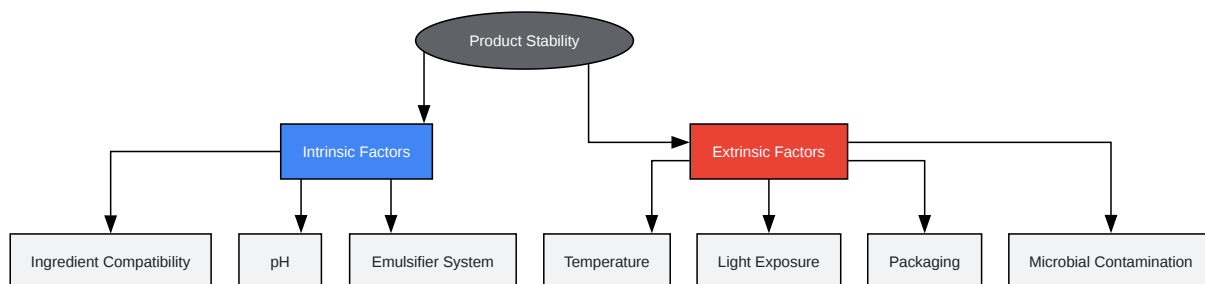 Product Stability
Intrinsic Factors
Extrinsic Factors
Ingredient Compatibility
pH
Emulsifier System
Temperature
Light Exposure
Packaging
Microbial Contamination